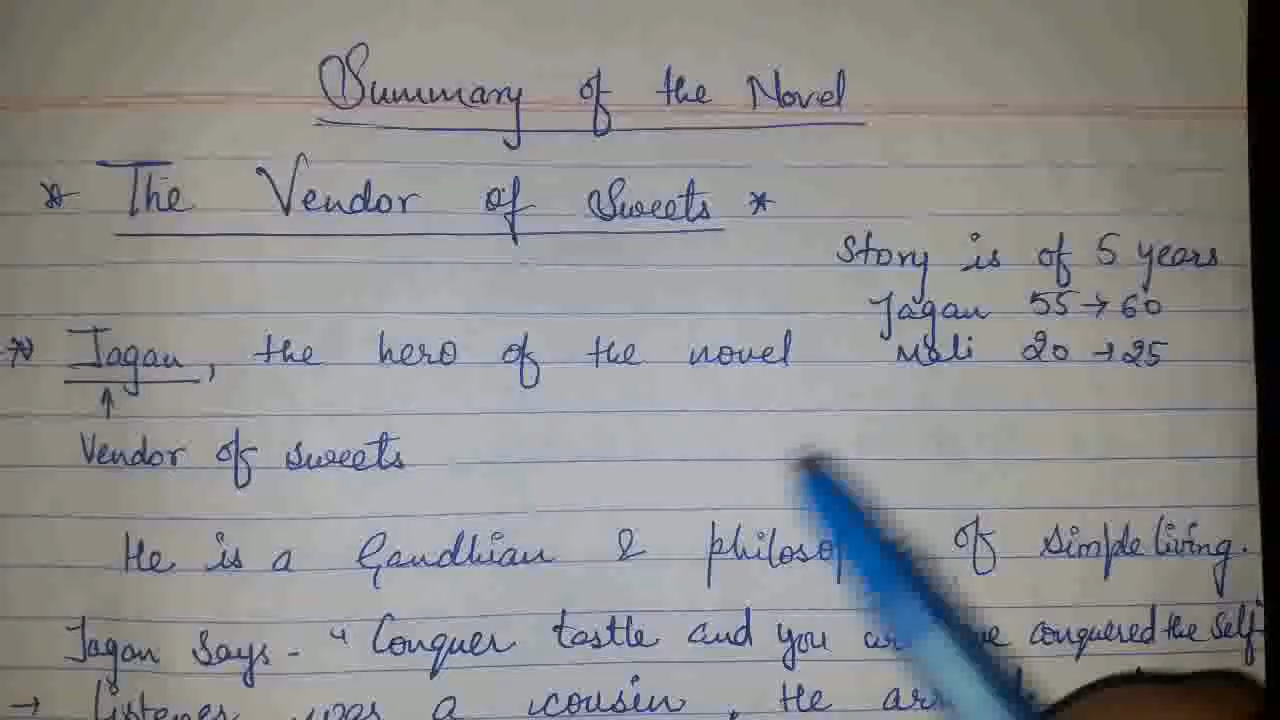 Summary of the Novel
* The Vendor of Sweets *
Story is of 5 years
Jagan 55 → 60
Mali 20 → 25
* Jagan, the hero of the novel
↑
Vendor of sweets
He is a Gandhian & philosop of simple living.
Jagan Says - "Conquer tastle and you conquered the self"
→ listener was a cousin, He